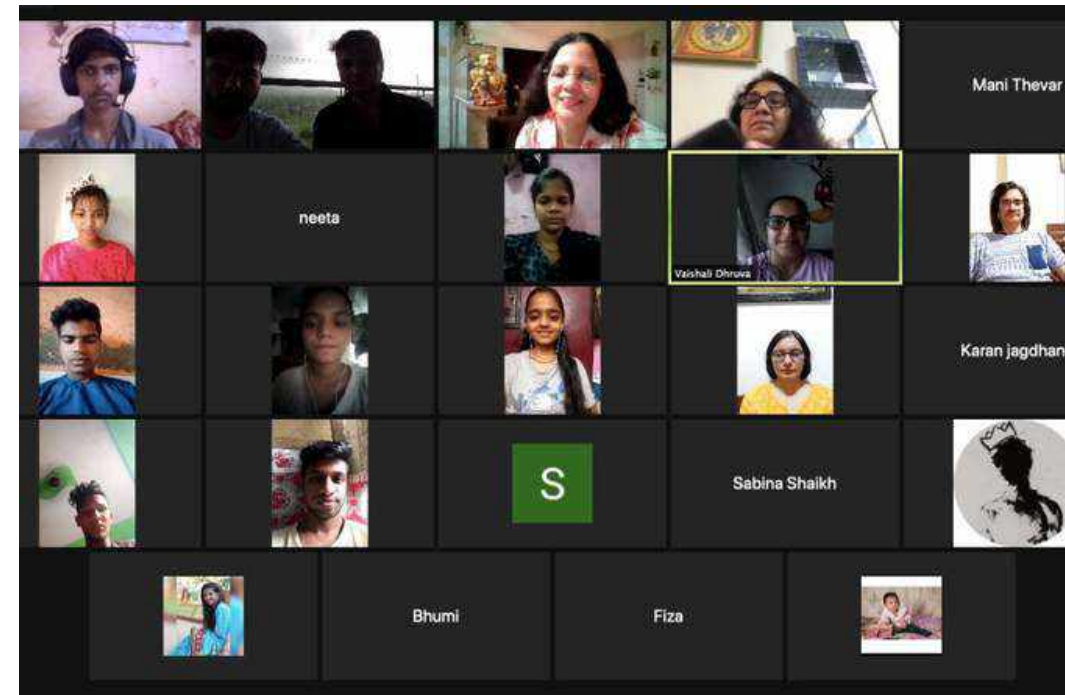 Mani Thevar
neeta
Vaishali Dhruva
Karan jagdhan
S
Sabina Shaikh
Bhumi
Fiza